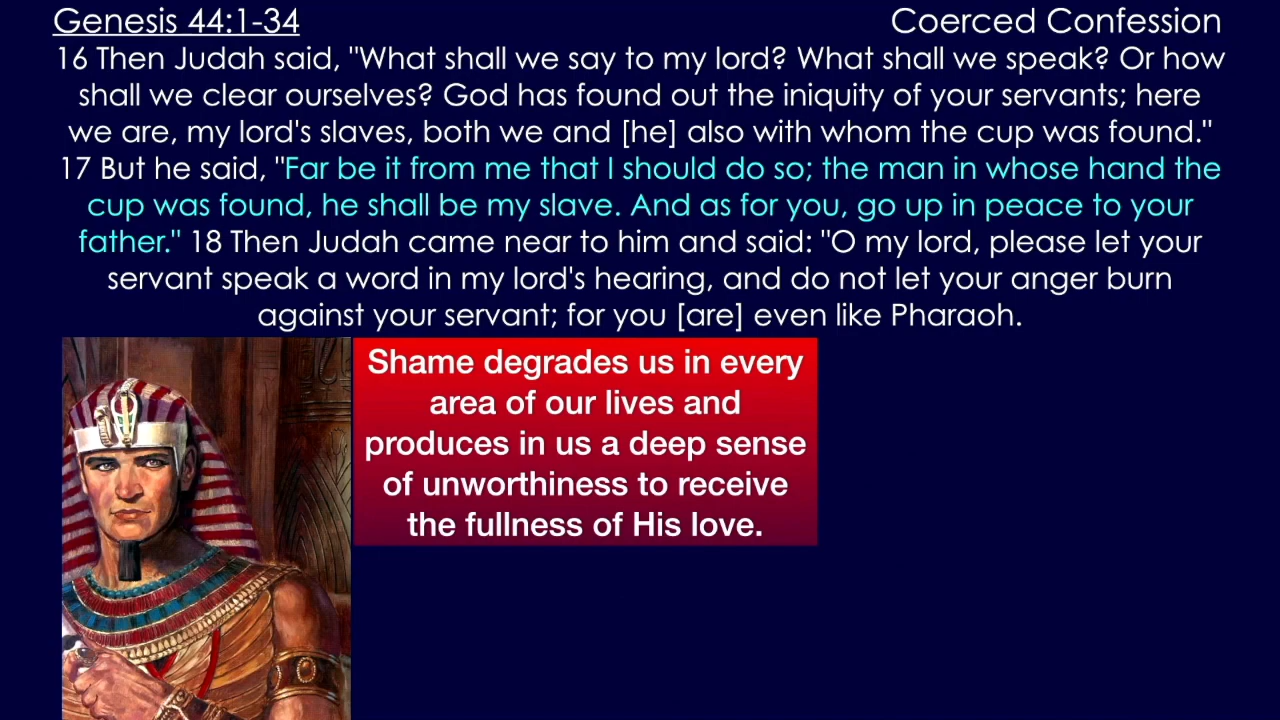 Genesis 44:1-34 Coerced Confession
16 Then Judah said, "What shall we say to my lord? What shall we speak? Or how
shall we clear ourselves? God has found out the iniquity of your servants; here
we are, my lord's slaves, both we and [he] also with whom the cup was found."
17 But he said, "Far be it from me that I should do so; the man in whose hand the
cup was found, he shall be my slave. And as for you, go up in peace to your
father." 18 Then Judah came near to him and said: "O my lord, please let your
servant speak a word in my lord's hearing, and do not let your anger burn
against your servant; for you [are] even like Pharaoh.
Shame degrades us in every
area of our lives and
produces in us a deep sense
of unworthiness to receive
the fullness of His love.